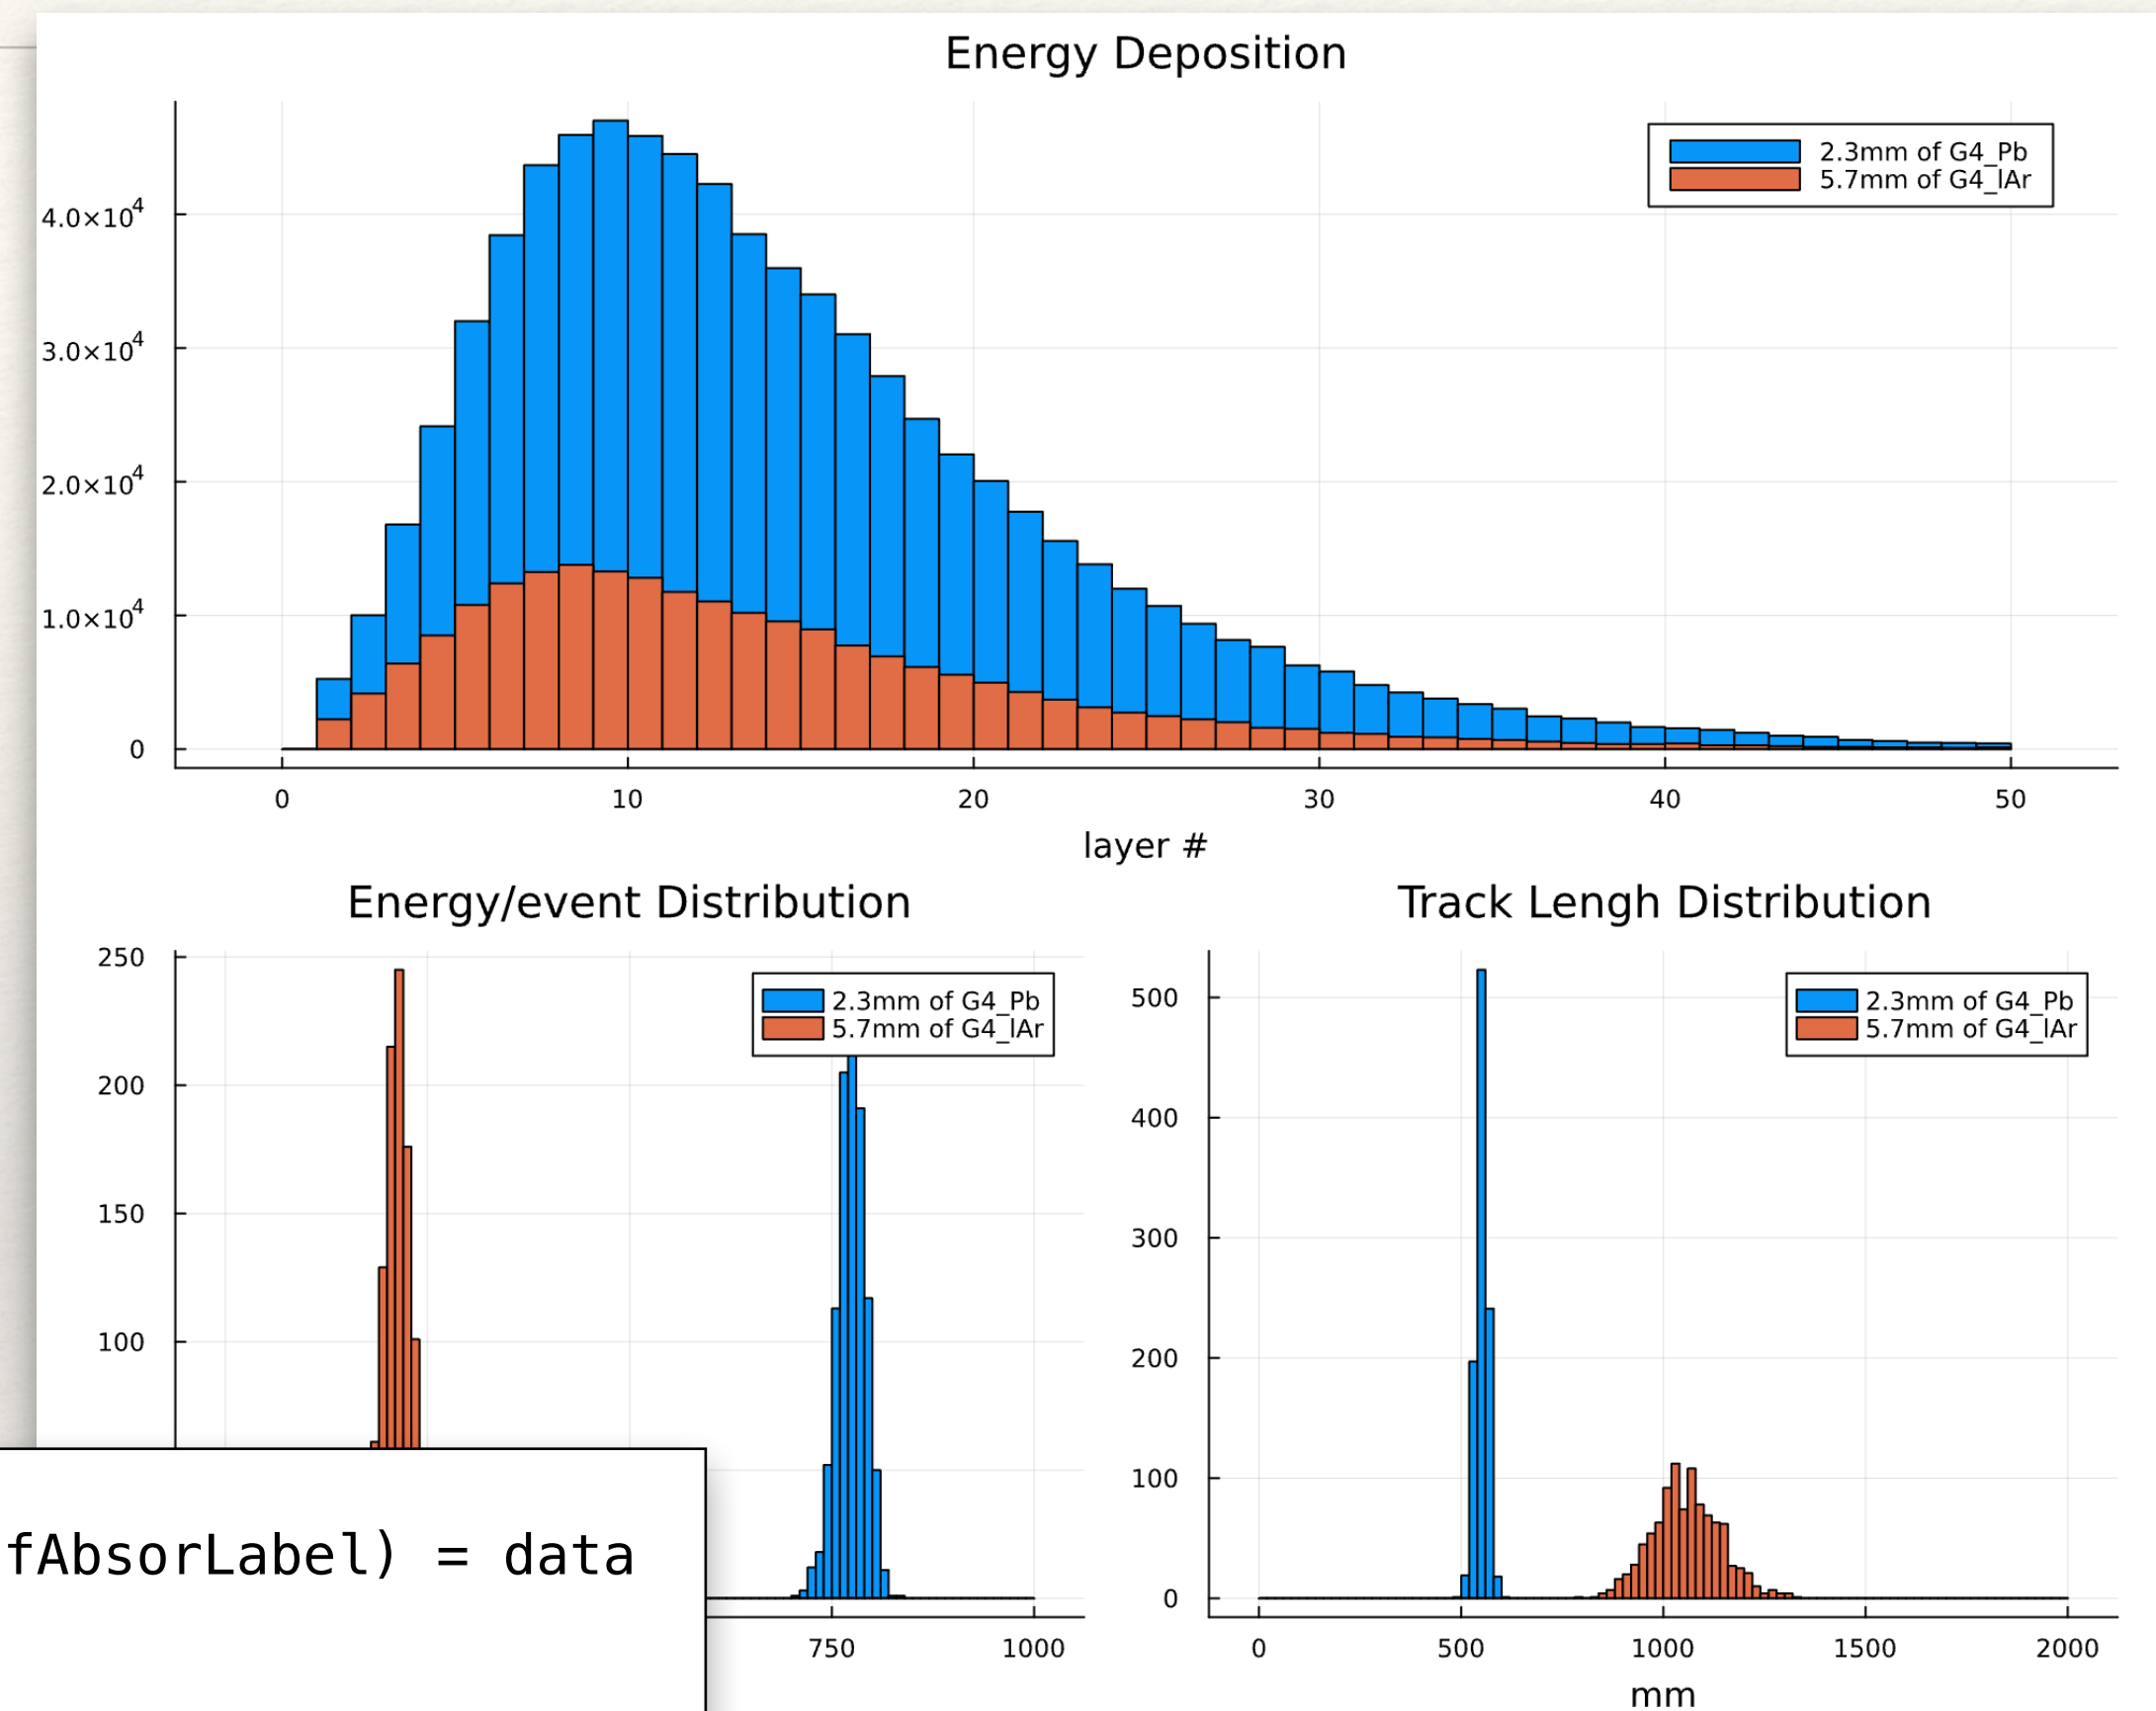 Energy Deposition
2.3mm of G4_Pb
5.7mm of G4_lAr
4.0×10⁴
3.0×10⁴
2.0×10⁴
1.0×10⁴
0
0 10 20 30 40 50
layer #
Energy/event Distribution
250
200
150
100
2.3mm of G4_Pb
5.7mm of G4_lAr
750 1000
Track Lengh Distribution
500
400
300
200
100
0
2.3mm of G4_Pb
5.7mm of G4_lAr
0 500 1000 1500 2000
mm
fAbsorLabel) = data